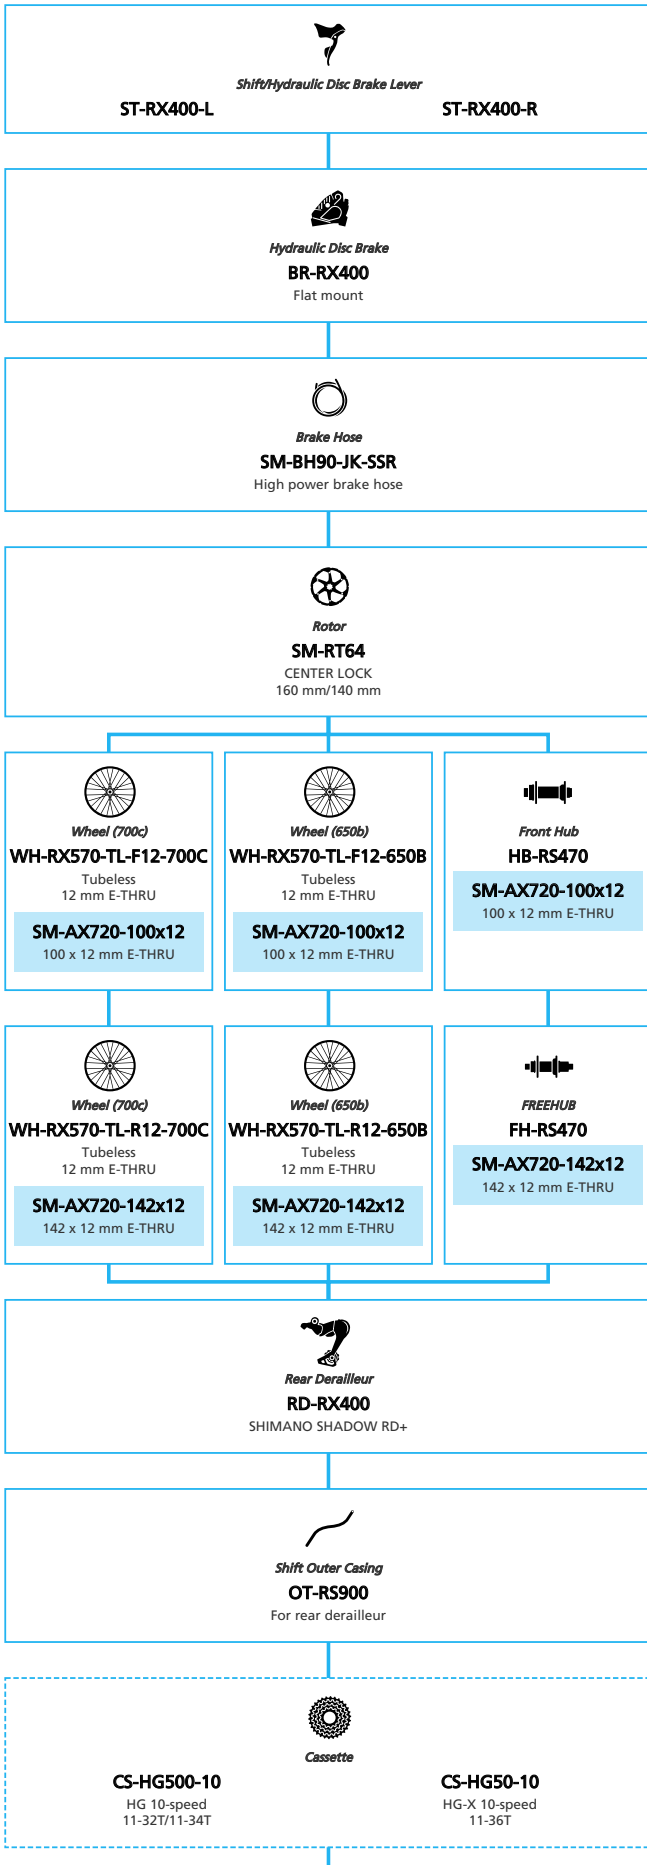 Shift/Hydraulic Disc Brake Lever
ST-RX400-L
ST-RX400-R
Hydraulic Disc Brake
BR-RX400
Flat mount
Brake Hose
SM-BH90-JK-SSR
High power brake hose
Rotor
SM-RT64
CENTER LOCK
160 mm/140 mm
Wheel (700c)
WH-RX570-TL-F12-700C
Tubeless
12 mm E-THRU
SM-AX720-100x12
100 x 12 mm E-THRU
Wheel (650b)
WH-RX570-TL-F12-650B
Tubeless
12 mm E-THRU
SM-AX720-100x12
100 x 12 mm E-THRU
Front Hub
HB-RS470
SM-AX720-100x12
100 x 12 mm E-THRU
Wheel (700c)
WH-RX570-TL-R12-700C
Tubeless
12 mm E-THRU
SM-AX720-142x12
142 x 12 mm E-THRU
Wheel (650b)
WH-RX570-TL-R12-650B
Tubeless
12 mm E-THRU
SM-AX720-142x12
142 x 12 mm E-THRU
FREEHUB
FH-RS470
SM-AX720-142x12
142 x 12 mm E-THRU
Rear Derailleur
RD-RX400
SHIMANO SHADOW RD+
Shift Outer Casing
OT-RS900
For rear derailleur
Cassette
CS-HG500-10
HG 10-speed
11-32T/11-34T
CS-HG50-10
HG-X 10-speed
11-36T